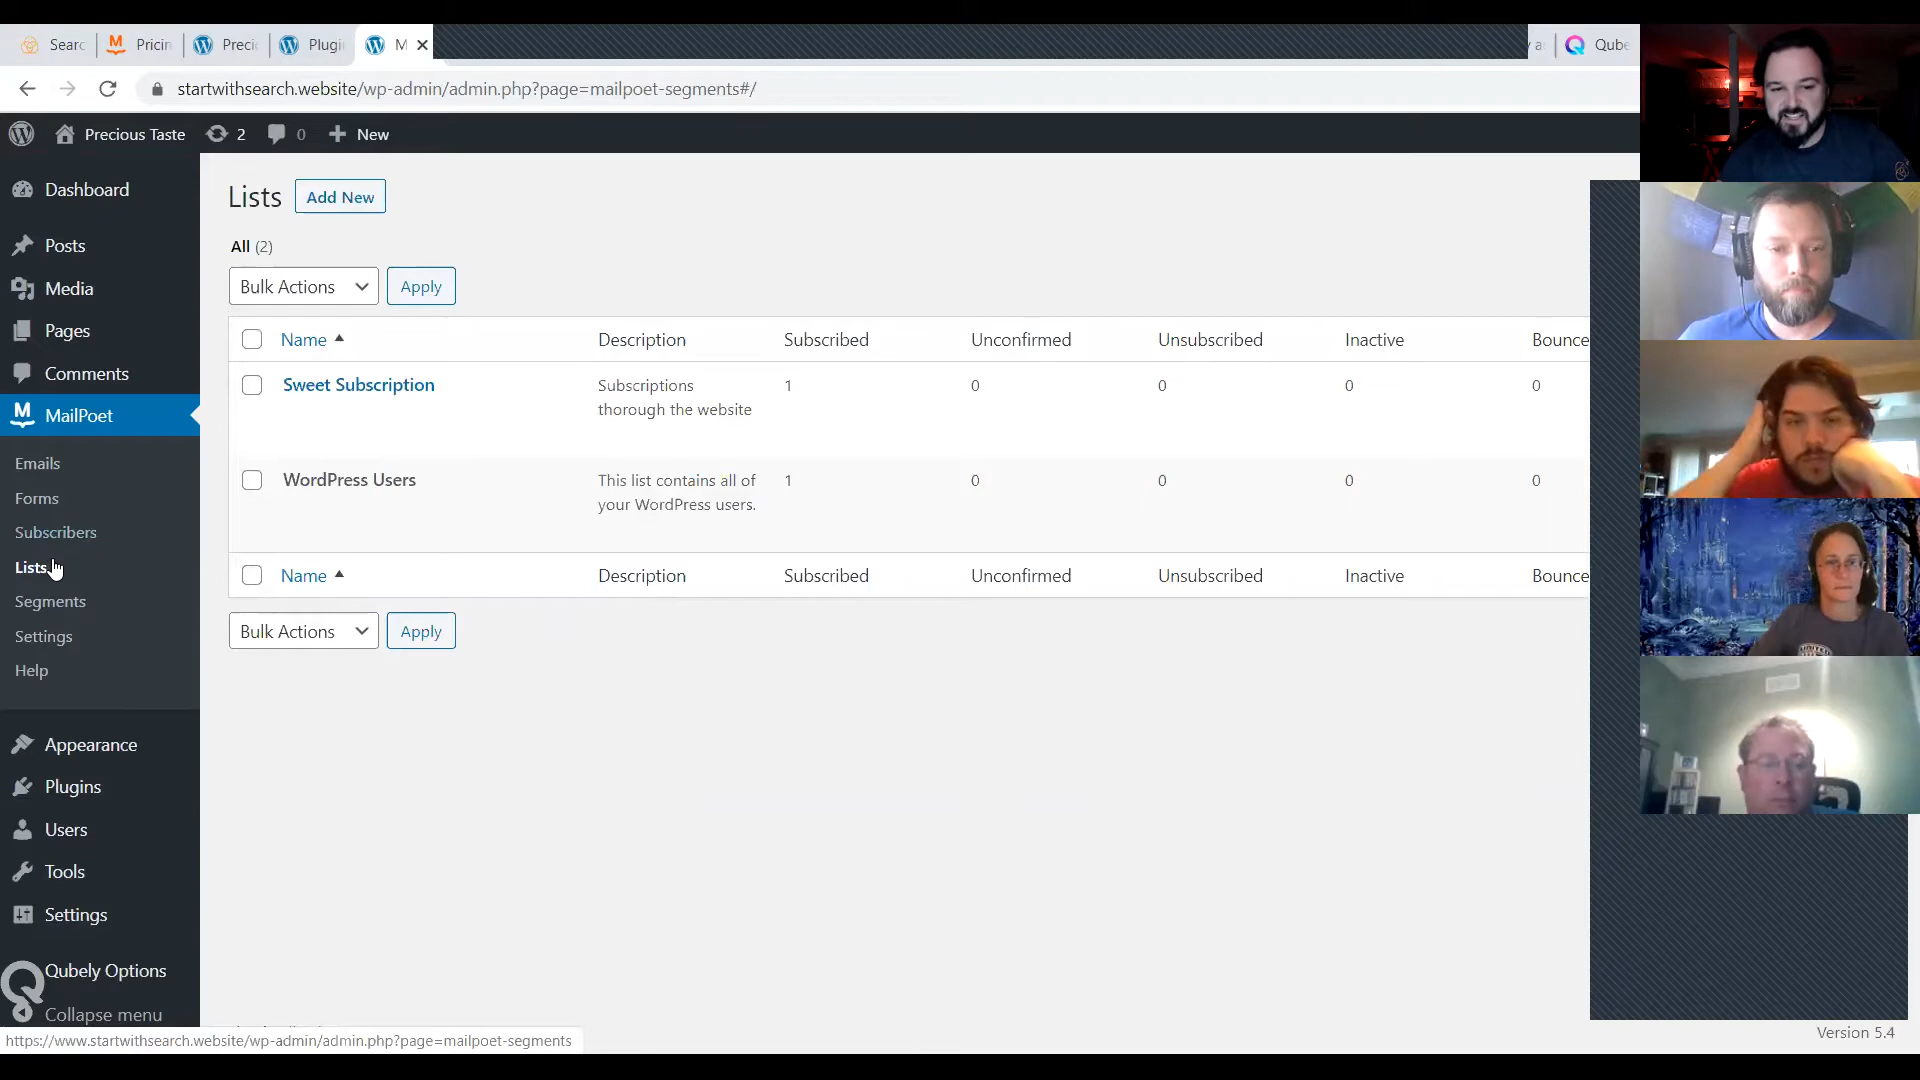 Searc
Pricin
Preci
Plugi
M
Qube
startwithsearch.website/wp-admin/admin.php?page=mailpoet-segments#/
Precious Taste
2
0
New
Dashboard
Posts
Media
Pages
Comments
MailPoet
Emails
Forms
Subscribers
Lists
Segments
Settings
Help
Appearance
Plugins
Users
Tools
Settings
Qubely Options
Collapse menu
Lists
Add New
All (2)
Bulk Actions
Apply
Name
Description
Subscribed
Unconfirmed
Unsubscribed
Inactive
Bounce
Sweet Subscription
Subscriptions
thorough the website
1
0
0
0
0
WordPress Users
This list contains all of
your WordPress users.
1
0
0
0
0
Name
Description
Subscribed
Unconfirmed
Unsubscribed
Inactive
Bounce
Bulk Actions
Apply
https://www.startwithsearch.website/wp-admin/admin.php?page=mailpoet-segments
Version 5.4